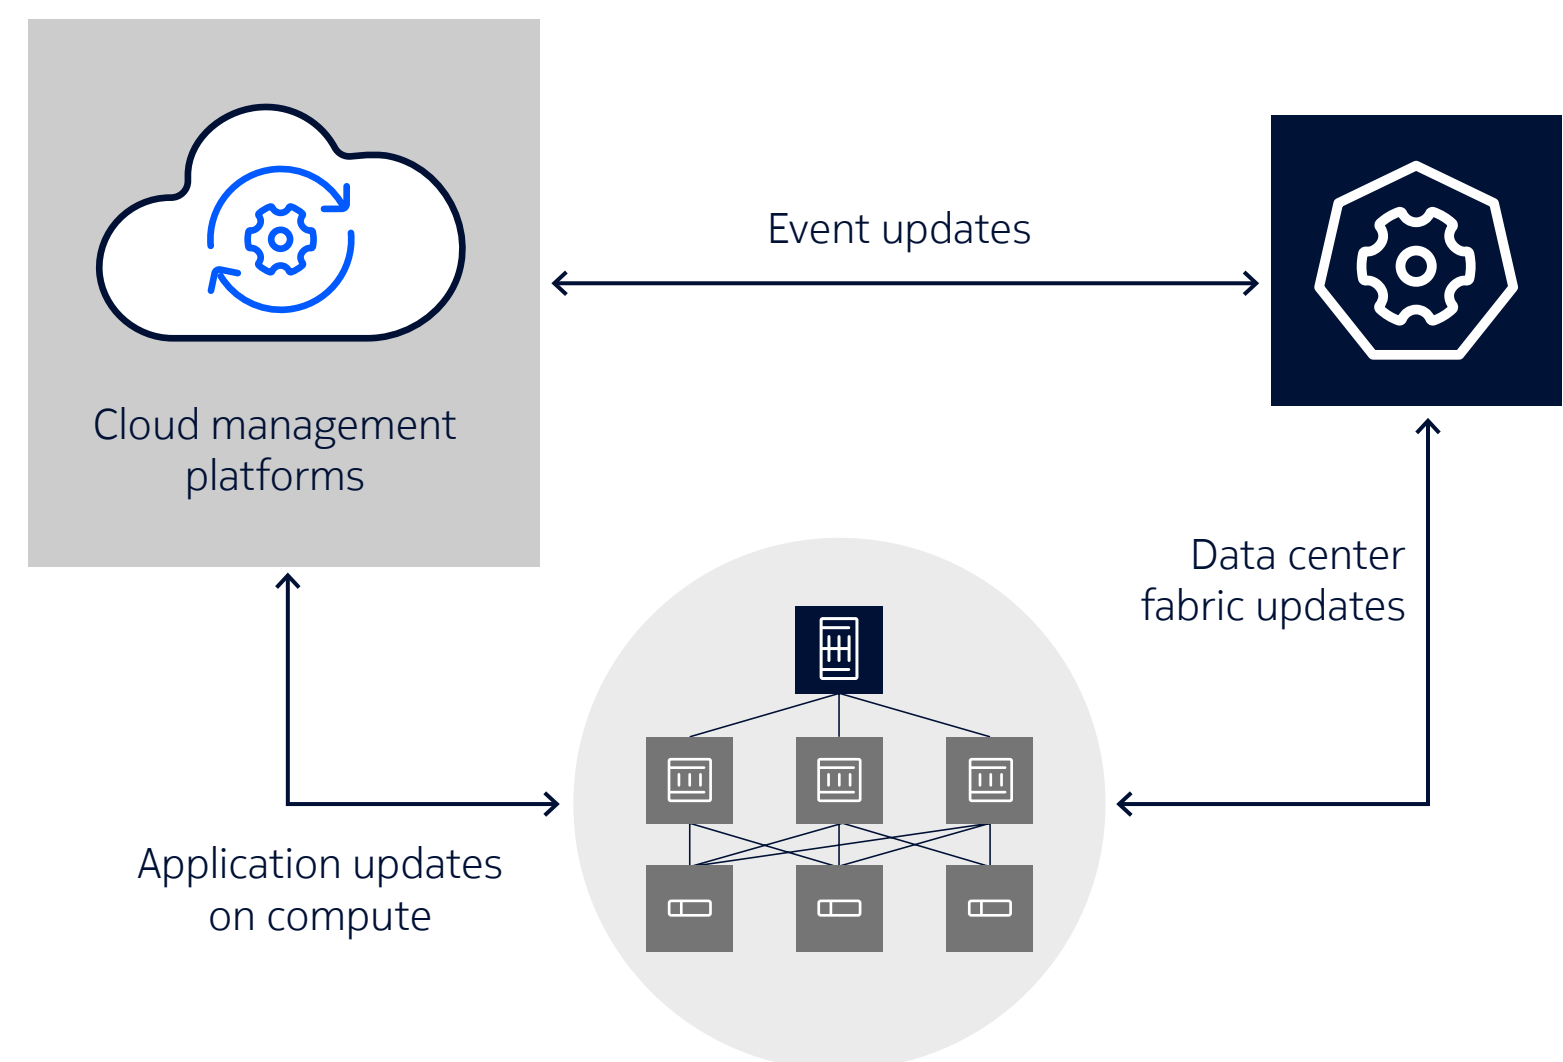 Event updates
Cloud management
platforms
Data center
fabric updates
Application updates
on compute